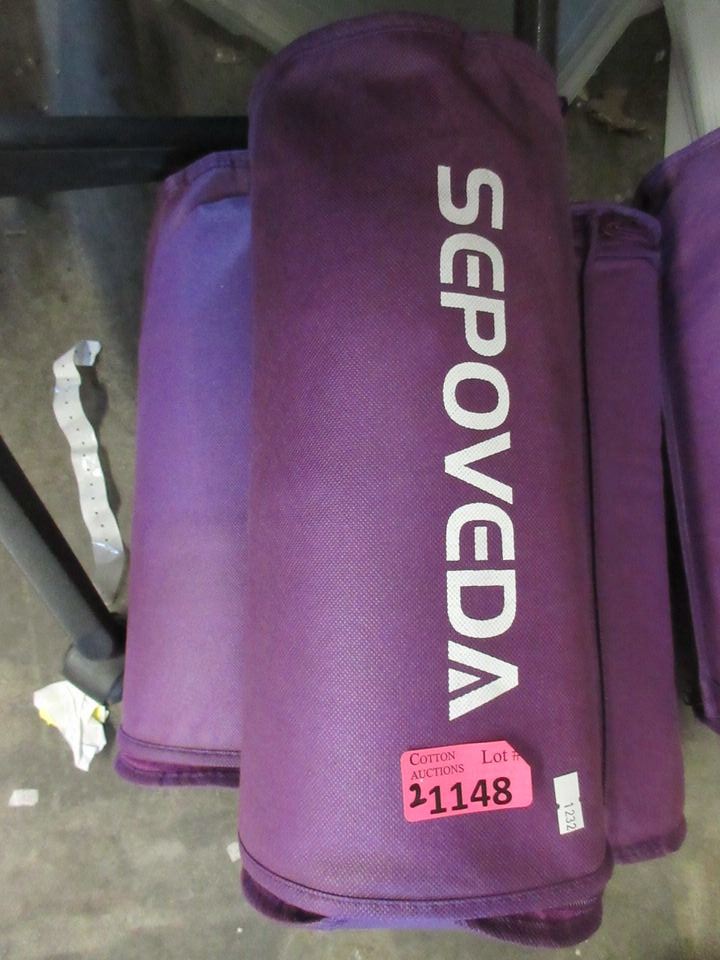 SEPOVEDA
COTTON AUCTIONS Lot #
21148
1232